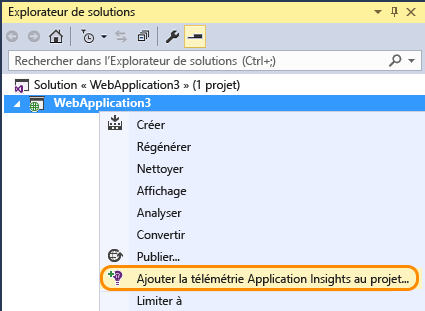 Explorateur de solutions
Rechercher dans l'Explorateur de solutions (Ctrl+;)
Solution « WebApplication3 » (1 projet)
WebApplication3
Créer
Régénérer
Nettoyer
Affichage
Analyser
Convertir
Publier...
Ajouter la télémétrie Application Insights au projet...
Limiter à